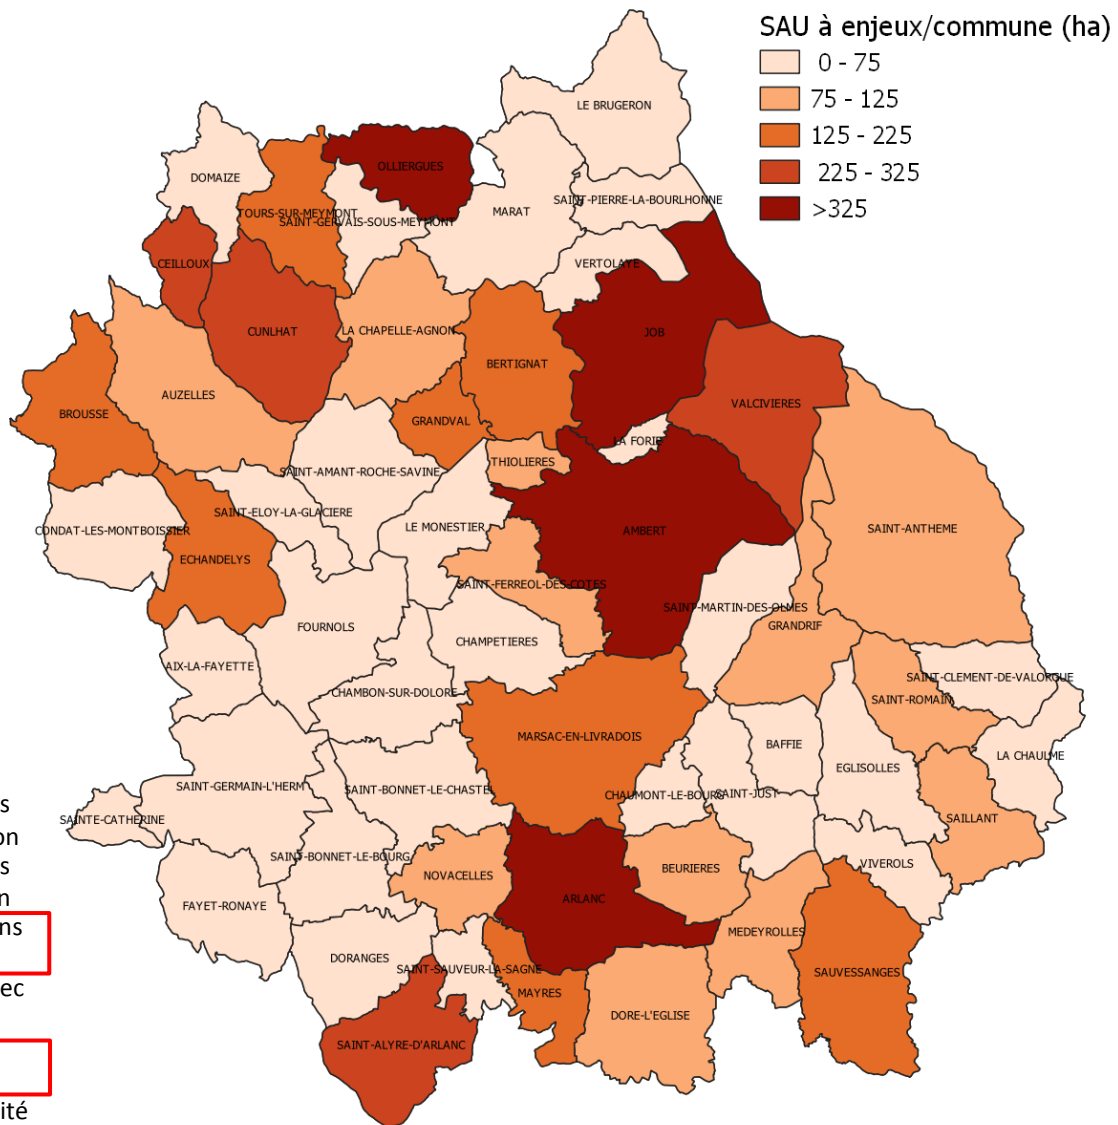 SAU à enjeux/commune (ha)
0 - 75
75 - 125
125 - 225
225 - 325
>325
LE BRUGERON
OLLIERGUES
DOMAIZE
SAINT-PIERRE-LA-BOURLHONNE
TOURS-SUR-MEYMONT
MARAT
SAINT-GERVAIS-SOUS-MEYMONT
CEILLOUX
VERTOLAYE
CUNLHAT
LA CHAPELLE-AGNON
JOB
BERTIGNAT
AUZELLES
VALCIVIERES
BROUSSE
GRANDVAL
LA FORIE
THIOLIERES
SAINT-AMANT-ROCHE-SAVINE
SAINT-ELOY-LA-GLACIERE
LE MONESTIER
CONDAT-LES-MONTBOISSIER
AMBERT
SAINT-ANTHEME
ECHANDELYS
SAINT-FERREOL-DES-COTES
SAINT-MARTIN-DES-OLMES
FOURNOLS
GRANDRIF
CHAMPETIERES
AIX-LA-FAYETTE
SAINT-CLEMENT-DE-VALORGUE
CHAMBON-SUR-DOLORE
SAINT-ROMAIN
MARSAC-EN-LIVRADOIS
BAFFIE
LA CHAULME
EGLISOLLES
SAINT-GERMAIN-L'HERM
SAINT-BONNET-LE-CHASTEL
CHAUMONT-LE-BOURG
SAINT-JUST
s
SAINTE-CATHERINE
SAILLANT
on
SAINT-BONNET-LE-BOURG
VIVEROLS
s
BEURIERES
NOVACELLES
n
ARLANC
FAYET-RONAYE
ns
MEDEYROLLES
DORANGES
SAINT-SAUVEUR-LA-SAGNE
SAUVESSANGES
ec
MAYRES
DORE-L'EGLISE
SAINT-ALYRE-D'ARLANC
ité